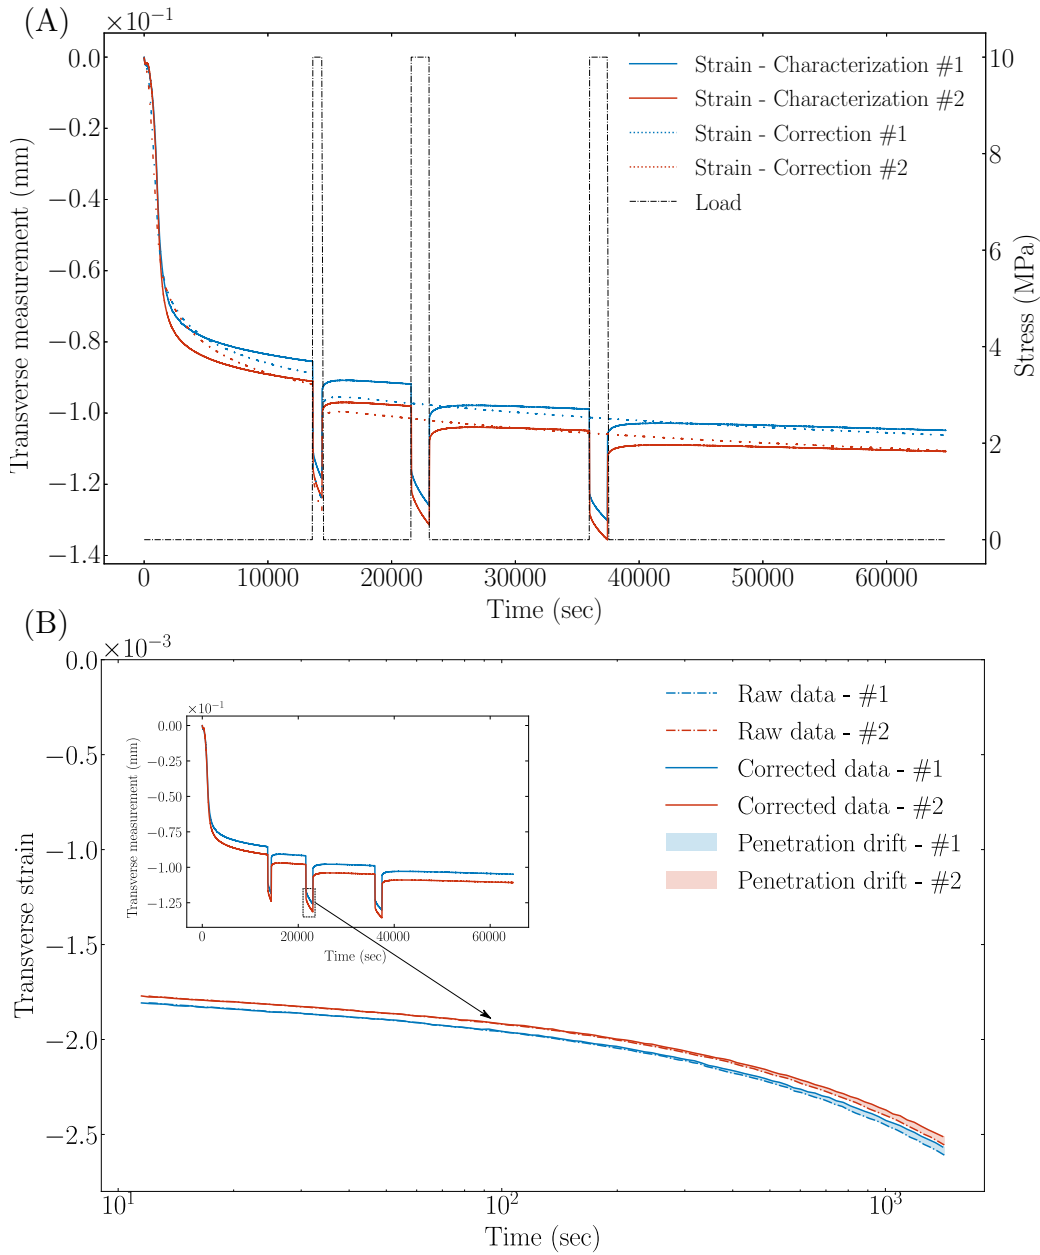 (A)
×10⁻¹
0.0
−0.2
−0.4
−0.6
−0.8
−1.0
−1.2
−1.4
Transverse measurement (mm)
0
10000
20000
30000
40000
50000
60000
Time (sec)
10
8
6
4
2
0
Stress (MPa)
Strain - Characterization #1
Strain - Characterization #2
Strain - Correction #1
Strain - Correction #2
Load
(B)
×10⁻³
0.0
−0.5
−1.0
−1.5
−2.0
−2.5
Transverse strain
10¹
10²
10³
Time (sec)
Raw data - #1
Raw data - #2
Corrected data - #1
Corrected data - #2
Penetration drift - #1
Penetration drift - #2
×10⁻¹
0.00
−0.25
−0.50
−0.75
−1.00
−1.25
Transverse measurement (mm)
0
20000
40000
60000
Time (sec)